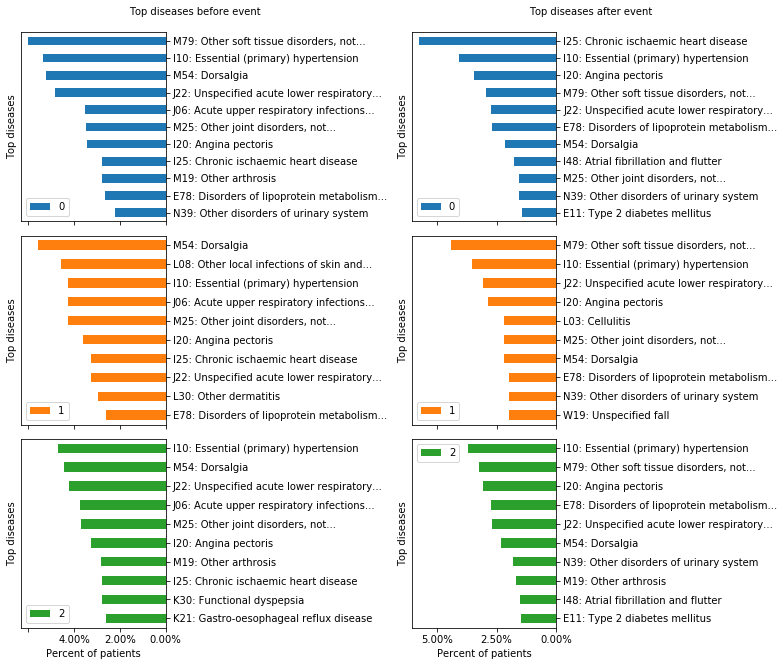 Top diseases before event
Top diseases
M79: Other soft tissue disorders, not...
I10: Essential (primary) hypertension
M54: Dorsalgia
J22: Unspecified acute lower respiratory...
J06: Acute upper respiratory infections...
M25: Other joint disorders, not...
I20: Angina pectoris
I25: Chronic ischaemic heart disease
M19: Other arthrosis
E78: Disorders of lipoprotein metabolism...
N39: Other disorders of urinary system
0
Top diseases after event
Top diseases
I25: Chronic ischaemic heart disease
I10: Essential (primary) hypertension
I20: Angina pectoris
M79: Other soft tissue disorders, not...
J22: Unspecified acute lower respiratory...
E78: Disorders of lipoprotein metabolism...
M54: Dorsalgia
I48: Atrial fibrillation and flutter
M25: Other joint disorders, not...
N39: Other disorders of urinary system
E11: Type 2 diabetes mellitus
0
Top diseases
M54: Dorsalgia
L08: Other local infections of skin and...
I10: Essential (primary) hypertension
J06: Acute upper respiratory infections...
M25: Other joint disorders, not...
I20: Angina pectoris
I25: Chronic ischaemic heart disease
J22: Unspecified acute lower respiratory...
L30: Other dermatitis
E78: Disorders of lipoprotein metabolism...
1
Top diseases
M79: Other soft tissue disorders, not...
I10: Essential (primary) hypertension
J22: Unspecified acute lower respiratory...
I20: Angina pectoris
L03: Cellulitis
M25: Other joint disorders, not...
M54: Dorsalgia
E78: Disorders of lipoprotein metabolism...
N39: Other disorders of urinary system
W19: Unspecified fall
1
Top diseases
I10: Essential (primary) hypertension
M54: Dorsalgia
J22: Unspecified acute lower respiratory...
J06: Acute upper respiratory infections...
M25: Other joint disorders, not...
I20: Angina pectoris
M19: Other arthrosis
I25: Chronic ischaemic heart disease
K30: Functional dyspepsia
K21: Gastro-oesophageal reflux disease
2
4.00% 2.00% 0.00%
Percent of patients
Top diseases
2
I10: Essential (primary) hypertension
M79: Other soft tissue disorders, not...
I20: Angina pectoris
E78: Disorders of lipoprotein metabolism...
J22: Unspecified acute lower respiratory...
M54: Dorsalgia
N39: Other disorders of urinary system
M19: Other arthrosis
I48: Atrial fibrillation and flutter
E11: Type 2 diabetes mellitus
5.00% 2.50% 0.00%
Percent of patients